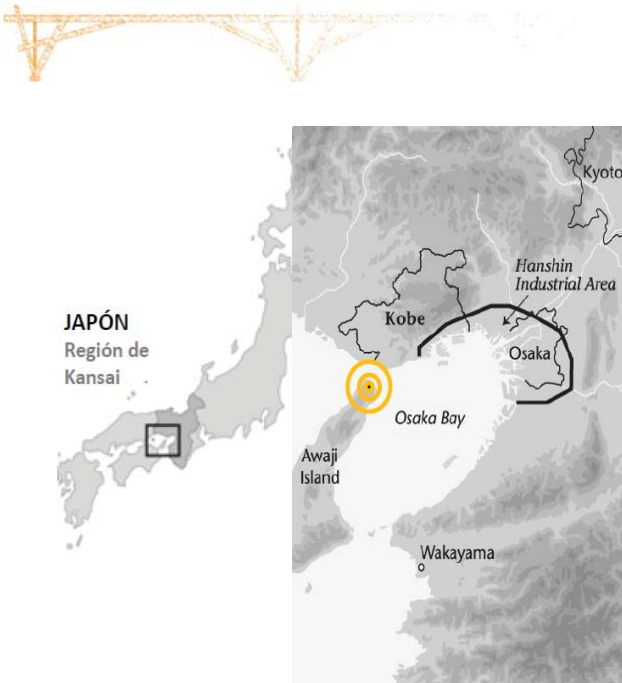 JAPÓN
Región de
Kansai
Kyoto
Hanshin
Industrial Area
Kobe
Osaka
Osaka Bay
Awaji
Island
Wakayama